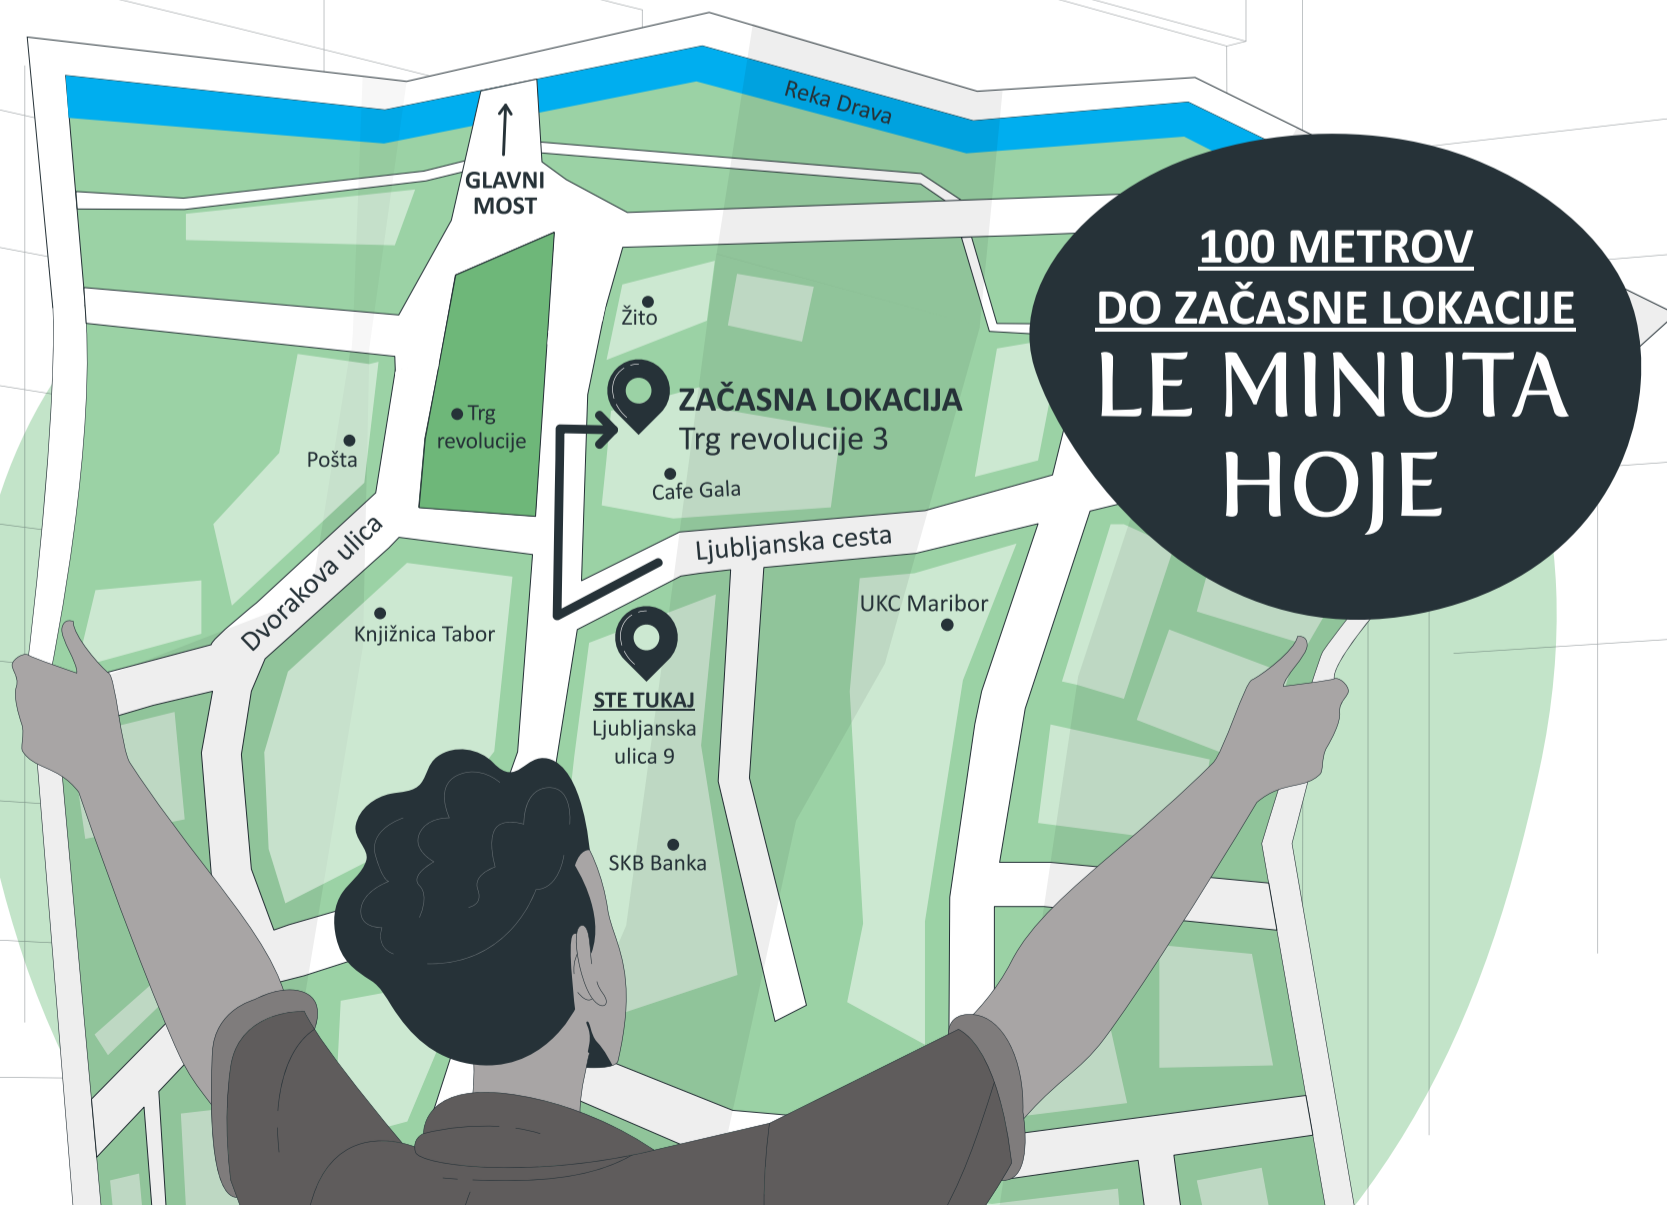 Reka Drava
GLAVNI
MOST
100 METROV
DO ZAČASNE LOKACIJE
LE MINUTA
HOJE
Žito
ZAČASNA LOKACIJA
Trg revolucije 3
Trg
revolucije
Pošta
Cafe Gala
Ljubljanska cesta
Dvorakova ulica
Knjižnica Tabor
UKC Maribor
STE TUKAJ
Ljubljanska
ulica 9
SKB Banka